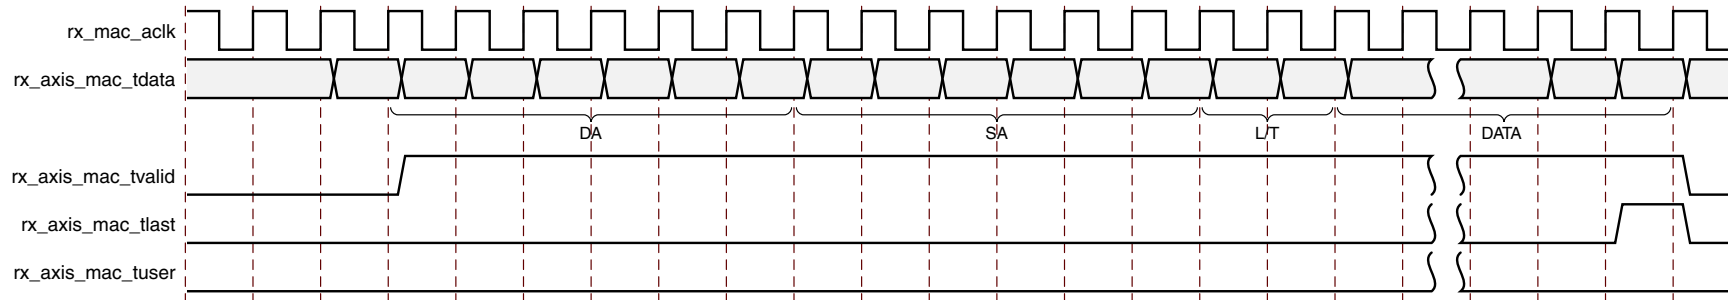 rx_mac_aclk
rx_axis_mac_tdata
DA SA L/T DATA
rx_axis_mac_tvalid
rx_axis_mac_tlast
rx_axis_mac_tuser